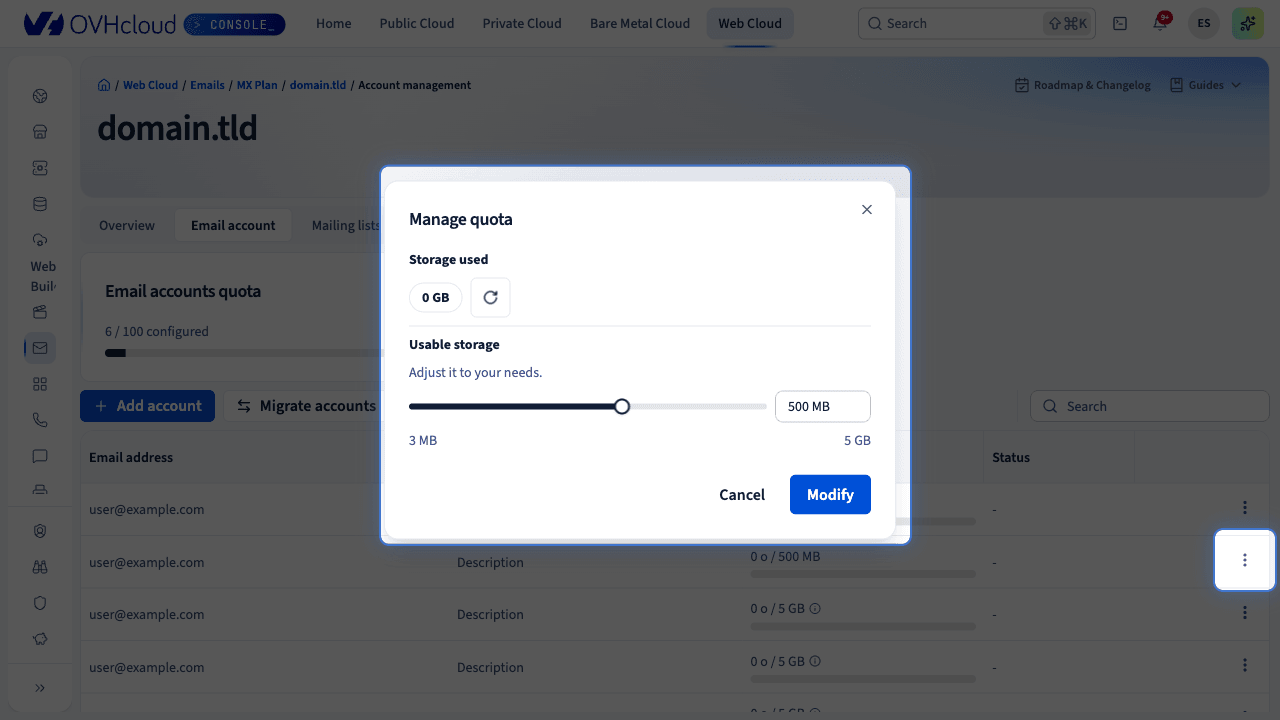 OVHcloud CONSOLE_ Home Public Cloud Private Cloud Bare Metal Cloud Web Cloud Search ⇧⌘K 9+ ES
/ Web Cloud / Emails / MX Plan / domain.tld / Account management Roadmap & Changelog Guides
domain.tld
Overview Email account Mailing lists
Web
Buil
Email accounts quota
6 / 100 configured
Add account Migrate accounts Search
Manage quota
Storage used
0 GB
Usable storage
Adjust it to your needs.
500 MB
3 MB 5 GB
Cancel Modify
Email address Status
user@example.com -
user@example.com Description 0 o / 500 MB -
user@example.com Description 0 o / 5 GB -
user@example.com Description 0 o / 5 GB -